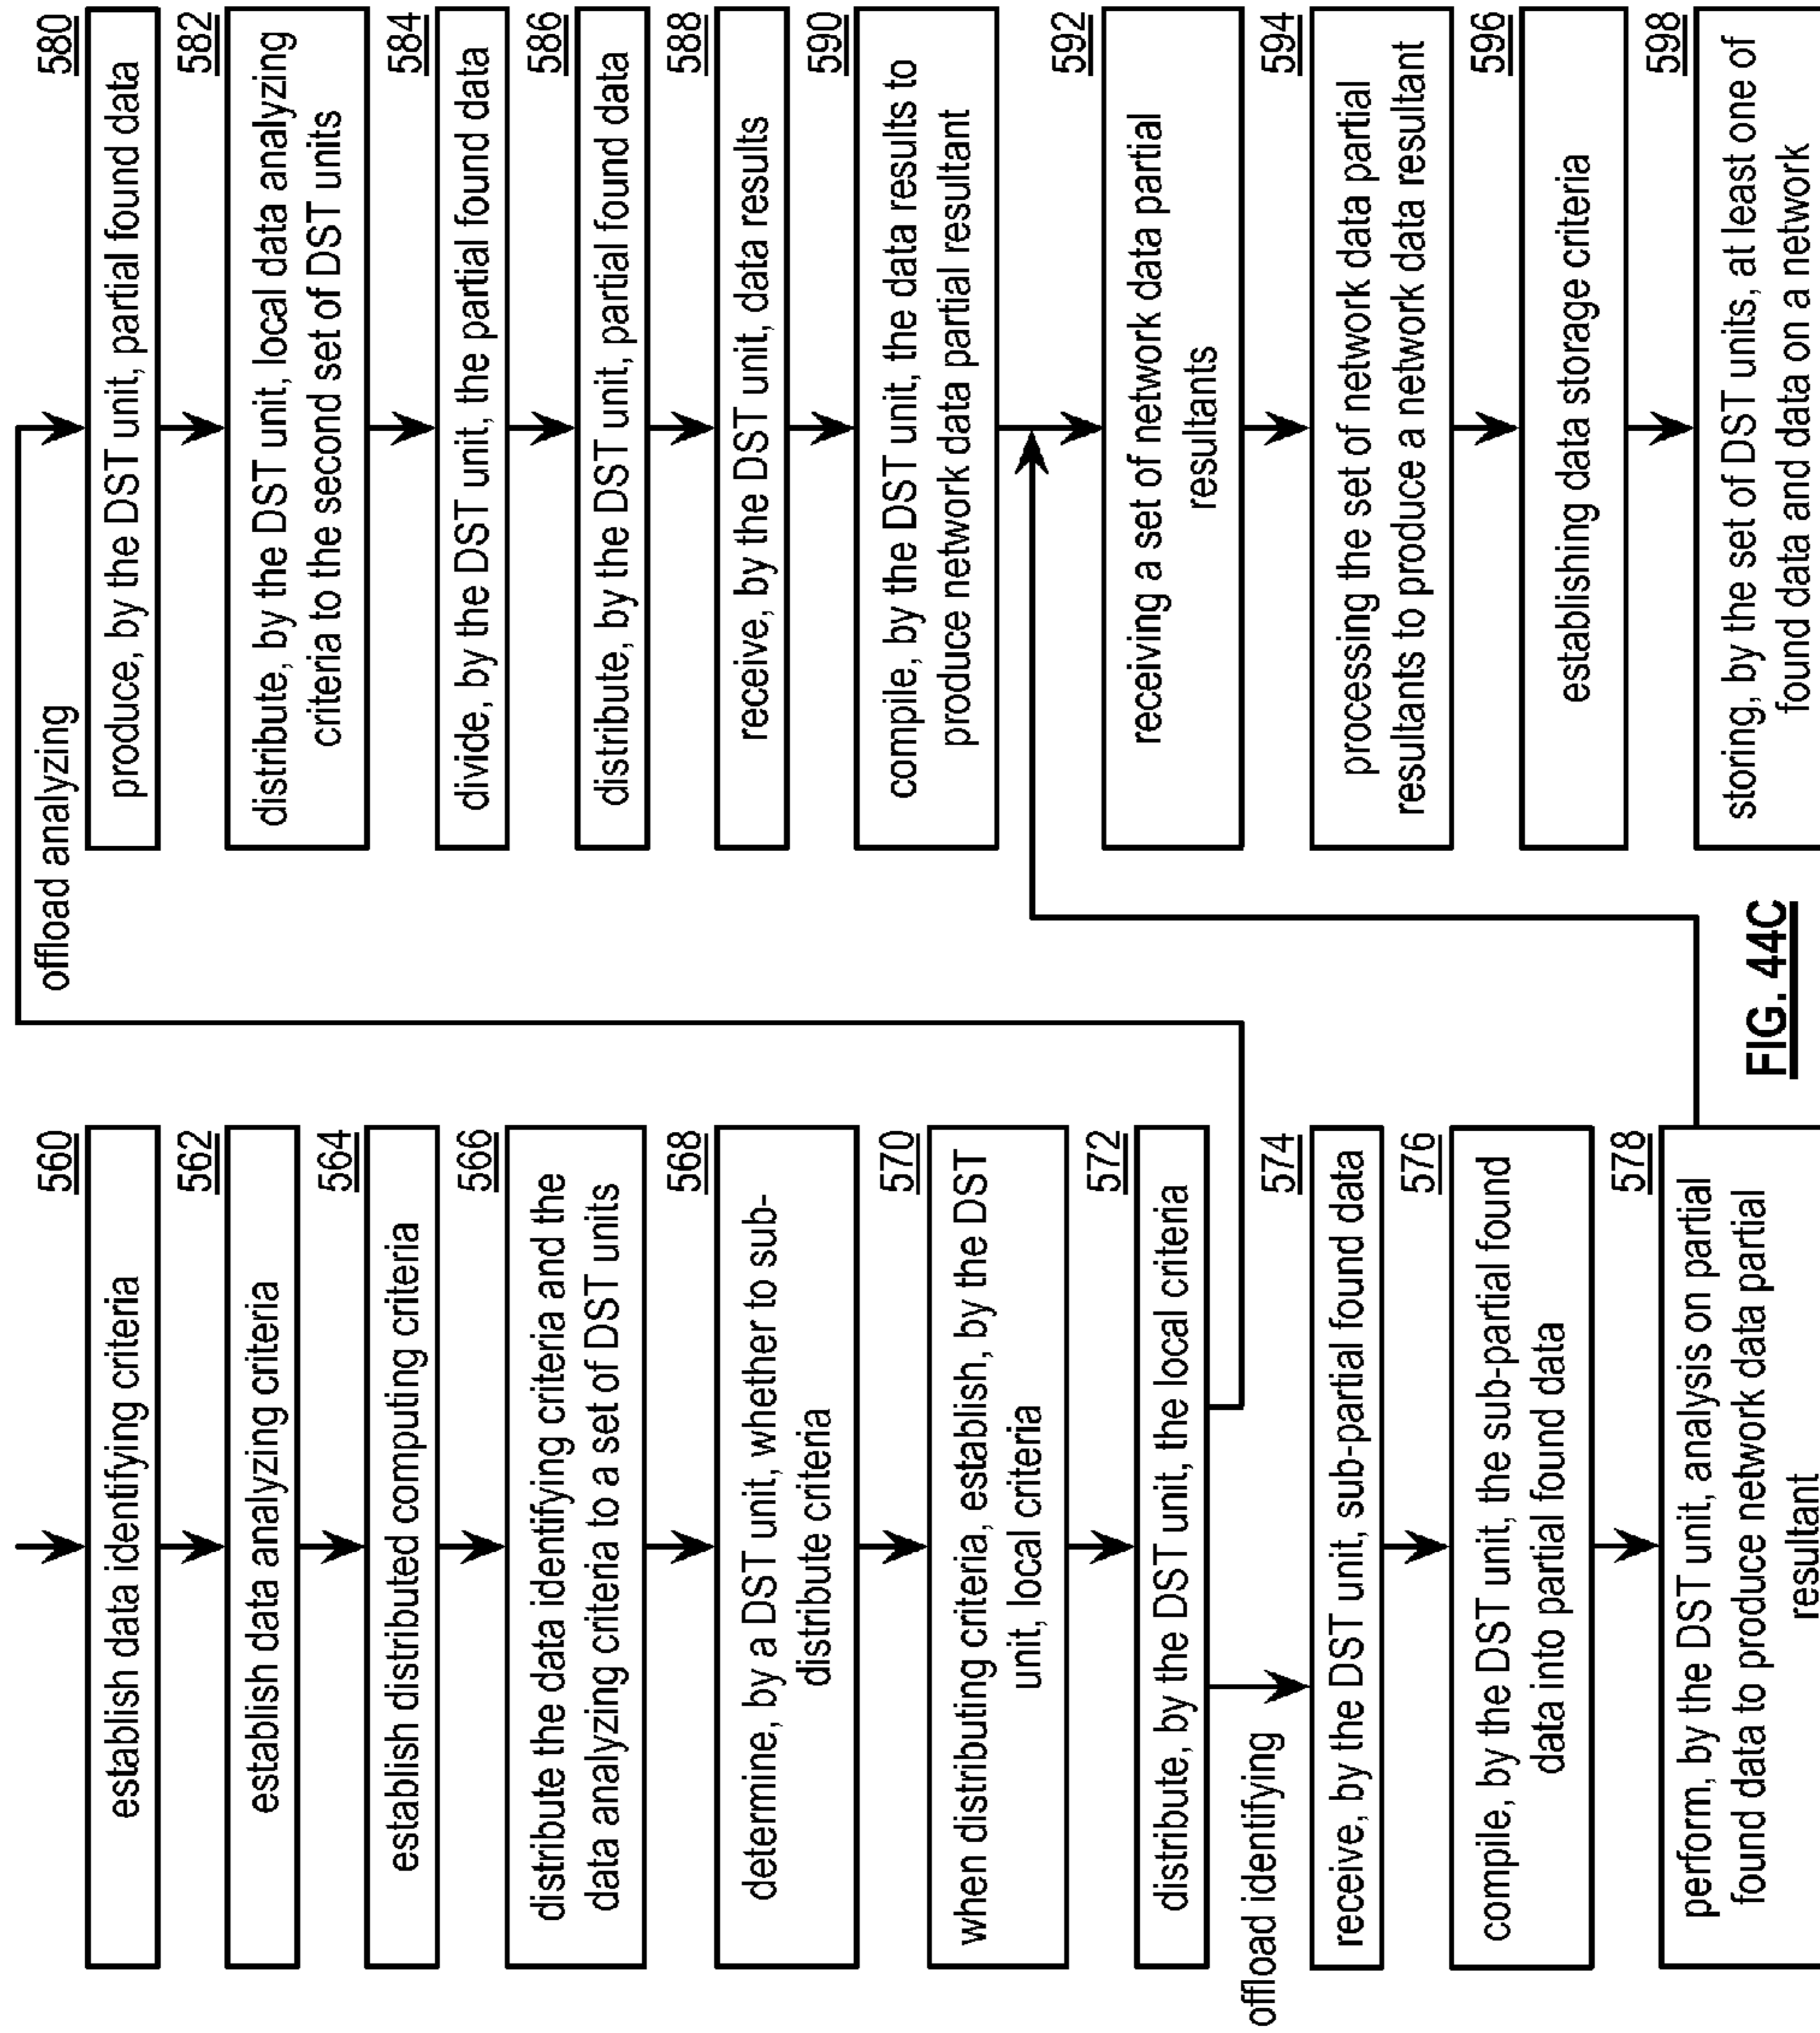 560
establish data identifying criteria
562
establish data analyzing criteria
564
establish distributed computing criteria
566
distribute the data identifying criteria and the
data analyzing criteria to a set of DST units
568
determine, by a DST unit, whether to sub-
distribute criteria
570
when distributing criteria, establish, by the DST
unit, local criteria
572
distribute, by the DST unit, the local criteria
offload identifying
574
receive, by the DST unit, sub-partial found data
576
compile, by the DST unit, the sub-partial found
data into partial found data
578
perform, by the DST unit, analysis on partial
found data to produce network data partial
resultant
offload analyzing
580
produce, by the DST unit, partial found data
582
distribute, by the DST unit, local data analyzing
criteria to the second set of DST units
584
divide, by the DST unit, the partial found data
586
distribute, by the DST unit, partial found data
588
receive, by the DST unit, data results
590
compile, by the DST unit, the data results to
produce network data partial resultant
592
receiving a set of network data partial
resultants
594
processing the set of network data partial
resultants to produce a network data resultant
596
establishing data storage criteria
598
storing, by the set of DST units, at least one of
found data and data on a network
FIG. 44C